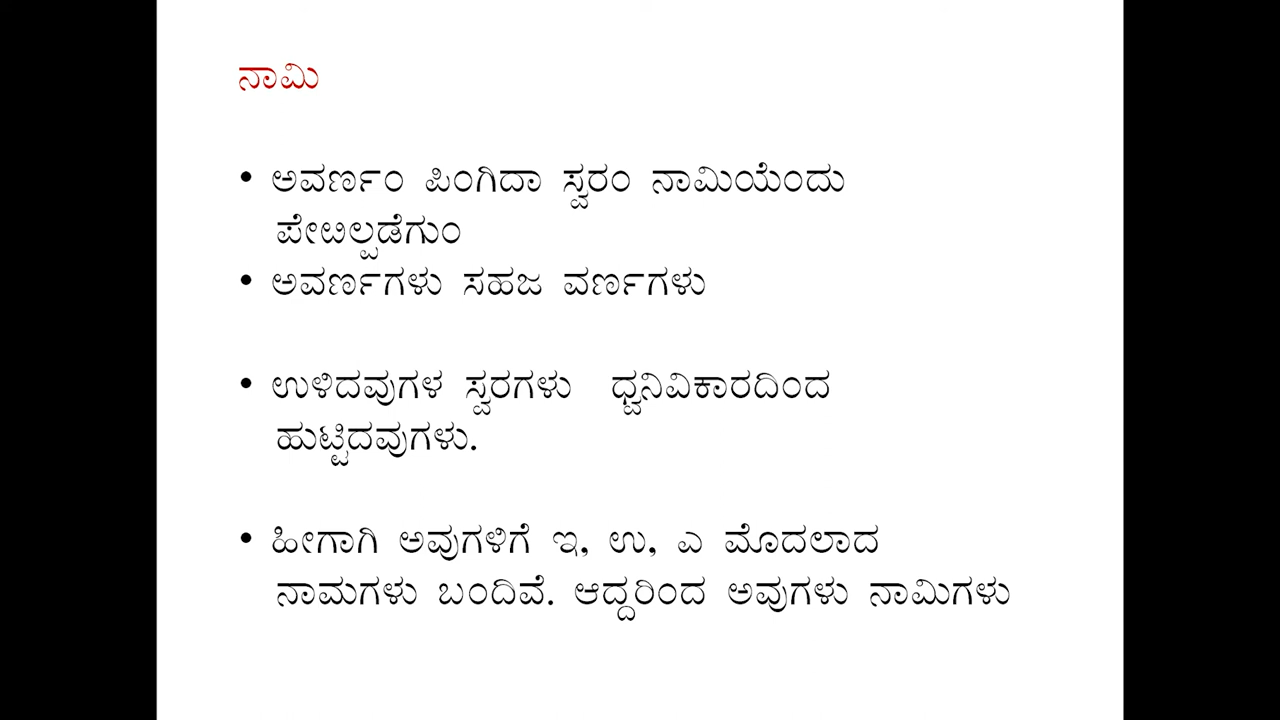 ನಾಮಿ
• ಅವರ್ಣಂ ಪಿಂಗಿದಾ ಸ್ವರಂ ನಾಮಿಯೆಂದು
ಪೇೞಲ್ಪಡೆಗುಂ
• ಅವರ್ಣಗಳು ಸಹಜ ವರ್ಣಗಳು
• ಉಳಿದವುಗಳ ಸ್ವರಗಳು ಧ್ವನಿವಿಕಾರದಿಂದ
ಹುಟ್ಟಿದವುಗಳು.
• ಹೀಗಾಗಿ ಅವುಗಳಿಗೆ ಇ, ಉ, ಎ ಮೊದಲಾದ
ನಾಮಗಳು ಬಂದಿವೆ. ಆದ್ದರಿಂದ ಅವುಗಳು ನಾಮಿಗಳು